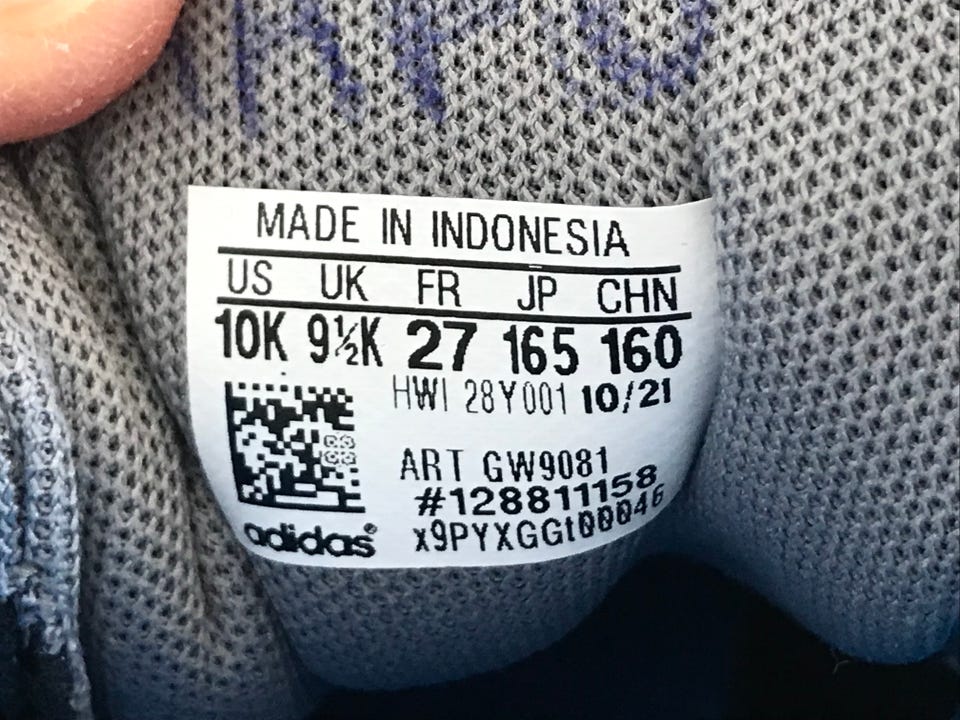 MADE IN INDONESIA
US UK FR JP CHN
10K 9½K 27 165 160
HWI 28Y001 10/21
ART GW9081
#128811158
x9PYXGGt00046
adidas®